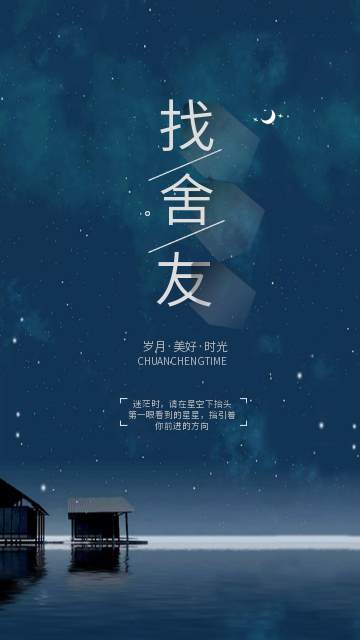 找
舍
友
岁月·美好·时光
CHUANCHENGTIME
迷茫时，请在星空下抬头
第一眼看到的星星，指引着
你前进的方向